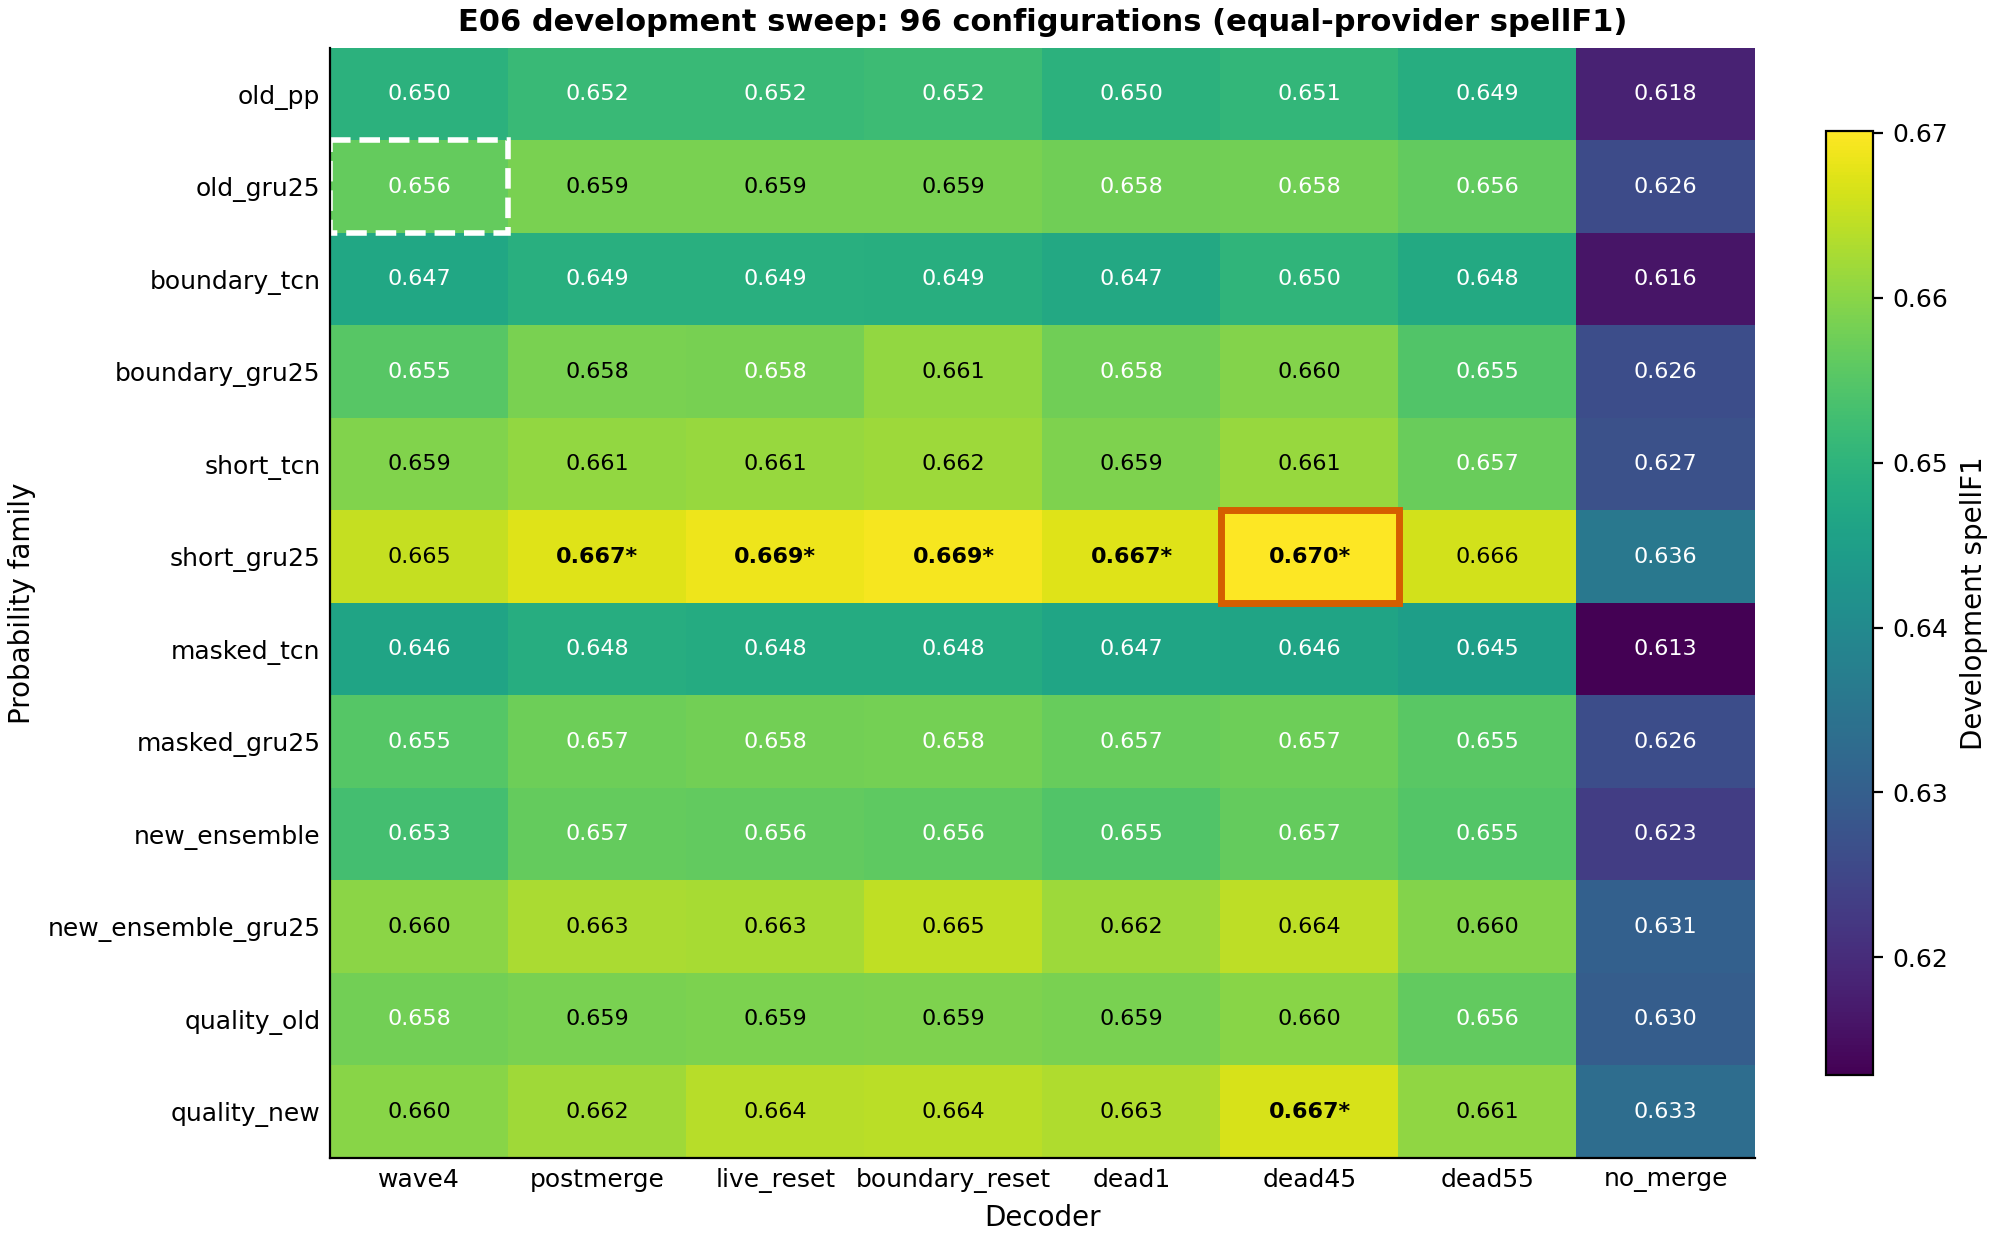 E06 development sweep: 96 configurations (equal-provider spellF1)
old_pp 0.650 0.652 0.652 0.652 0.650 0.651 0.649 0.618
old_gru25 0.656 0.659 0.659 0.659 0.658 0.658 0.656 0.626
boundary_tcn 0.647 0.649 0.649 0.649 0.647 0.650 0.648 0.616
boundary_gru25 0.655 0.658 0.658 0.661 0.658 0.660 0.655 0.626
short_tcn 0.659 0.661 0.661 0.662 0.659 0.661 0.657 0.627
short_gru25 0.665 0.667* 0.669* 0.669* 0.667* 0.670* 0.666 0.636
masked_tcn 0.646 0.648 0.648 0.648 0.647 0.646 0.645 0.613
masked_gru25 0.655 0.657 0.658 0.658 0.657 0.657 0.655 0.626
new_ensemble 0.653 0.657 0.656 0.656 0.655 0.657 0.655 0.623
new_ensemble_gru25 0.660 0.663 0.663 0.665 0.662 0.664 0.660 0.631
quality_old 0.658 0.659 0.659 0.659 0.659 0.660 0.656 0.630
quality_new 0.660 0.662 0.664 0.664 0.663 0.667* 0.661 0.633
wave4 postmerge live_reset boundary_reset dead1 dead45 dead55 no_merge
Decoder
Probability family
0.67
0.66
0.65
0.64
0.63
0.62
Development spellF1